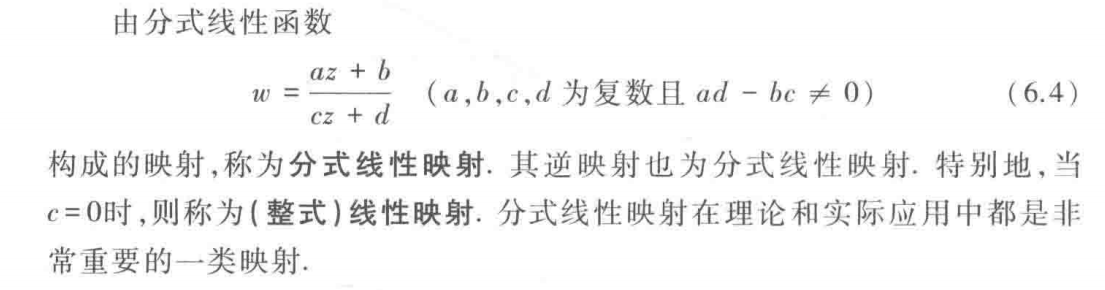 由分式线性函数
w = \frac{az + b}{cz + d} (a,b,c,d 为复数且 ad - bc ≠ 0) (6.4)
构成的映射,称为分式线性映射. 其逆映射也为分式线性映射. 特别地,当
c=0时,则称为(整式)线性映射. 分式线性映射在理论和实际应用中都是非
常重要的一类映射.